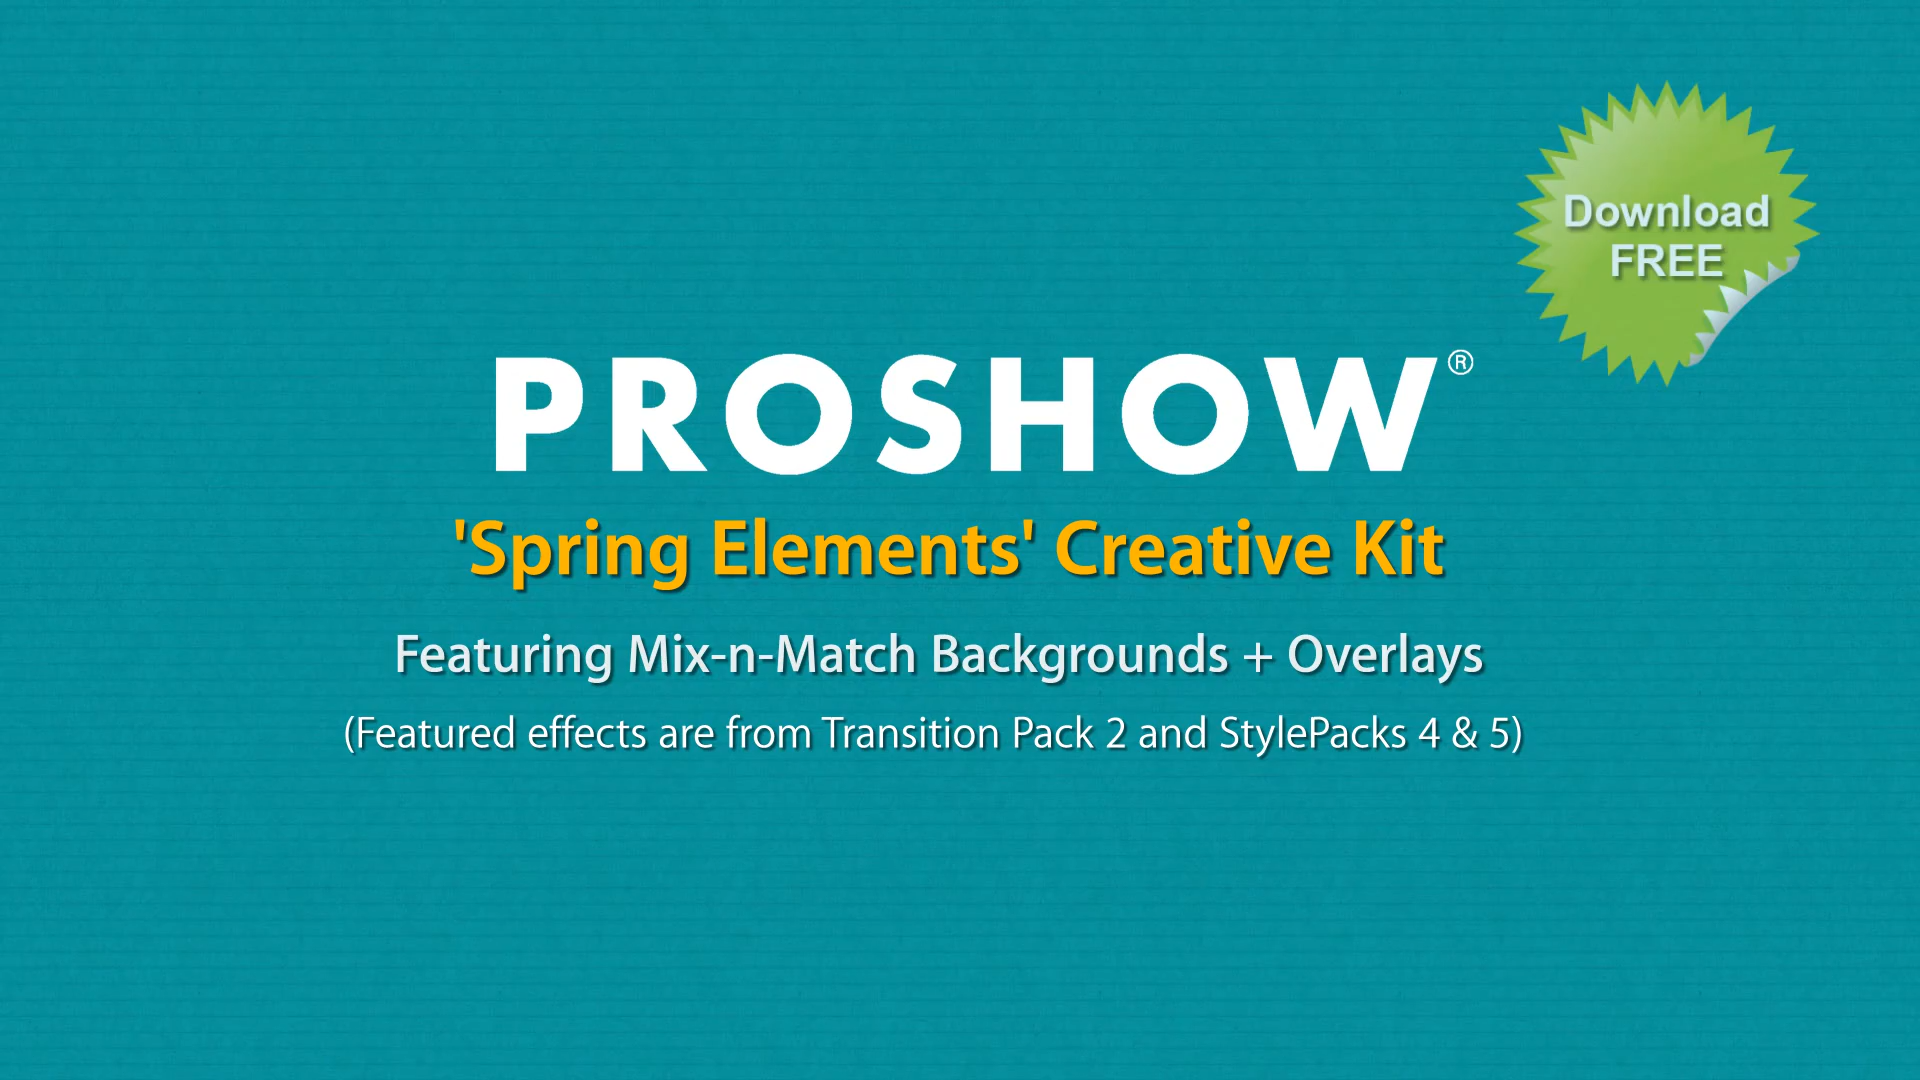 Download
FREE
PROSHOW®
'Spring Elements' Creative Kit
Featuring Mix-n-Match Backgrounds + Overlays
(Featured effects are from Transition Pack 2 and StylePacks 4 & 5)